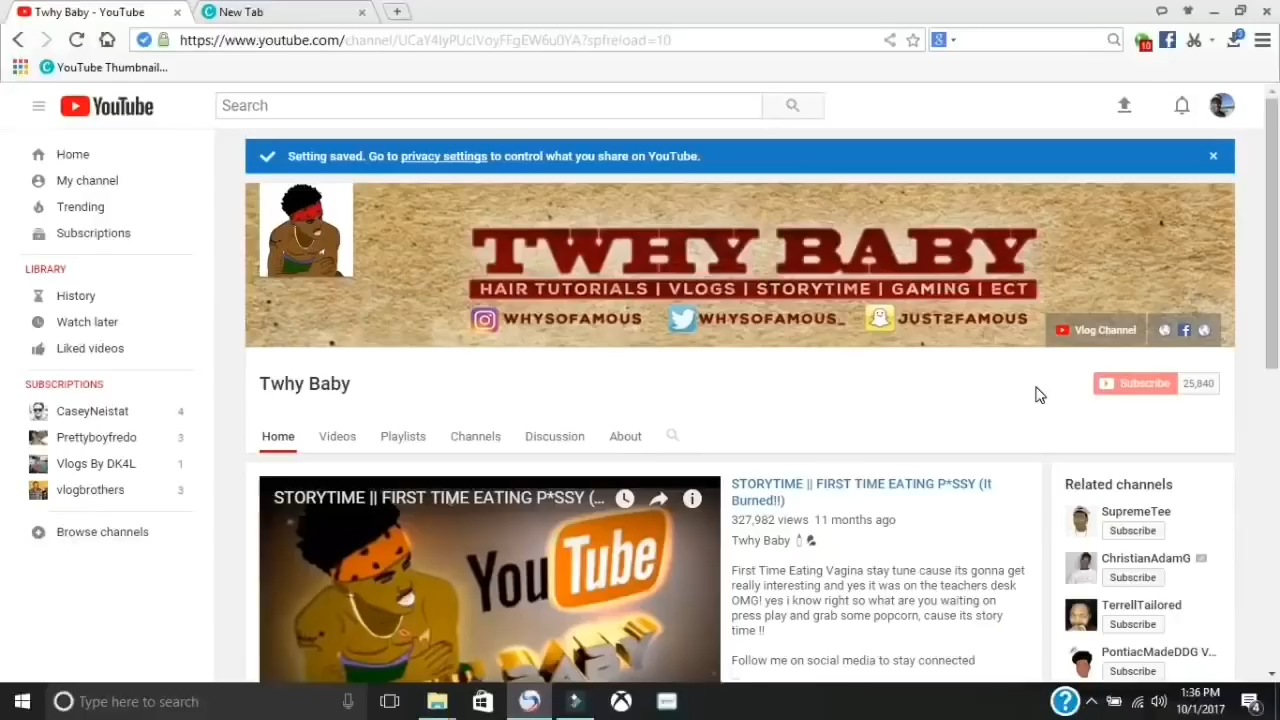 Twhy Baby - YouTube
New Tab
https://www.youtube.com/channel/UCaY4IyPUcIVoyFFgEW6u0YA?spfreload=10
10
YouTube Thumbnail...
YouTube
Search
Home
My channel
Trending
Subscriptions
LIBRARY
History
Watch later
Liked videos
SUBSCRIPTIONS
CaseyNeistat 4
Prettyboyfredo 3
Vlogs By DK4L 1
vlogbrothers 3
Browse channels
Setting saved. Go to privacy settings to control what you share on YouTube.
TWHY BABY
HAIR TUTORIALS | VLOGS | STORYTIME | GAMING | ECT
WHYSOFAMOUS WHYSOFAMOUS_ JUST2FAMOUS
Vlog Channel
Twhy Baby
Subscribe 25,840
Home Videos Playlists Channels Discussion About
STORYTIME || FIRST TIME EATING P*SSY (...
YouTube
BABY
STORYTIME || FIRST TIME EATING P*SSY (It
Burned!!)
327,982 views 11 months ago
Twhy Baby
First Time Eating Vagina stay tune cause its gonna get
really interesting and yes it was on the teachers desk
OMG! yes i know right so what are you waiting on
press play and grab some popcorn, cause its story
time !!
Follow me on social media to stay connected
Related channels
SupremeTee
Subscribe
ChristianAdamG
Subscribe
TerrellTailored
Subscribe
PontiacMadeDDG V...
Subscribe
Type here to search
1:36 PM
10/1/2017
4